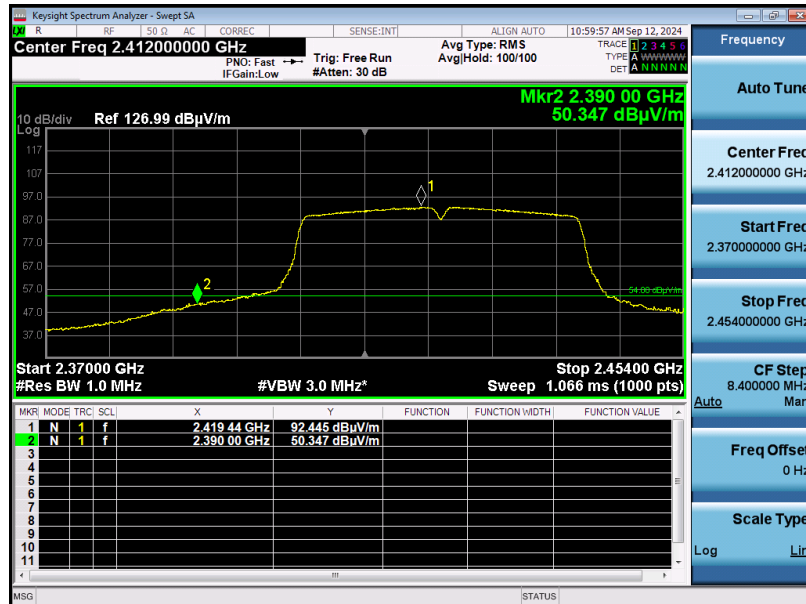 Keysight Spectrum Analyzer - Swept SA
LXI R RF 50 Ω AC CORREC SENSE:INT ALIGN AUTO 10:59:57 AM Sep 12, 2024
Center Freq 2.412000000 GHz
PNO: Fast
IFGain:Low
Trig: Free Run
#Atten: 30 dB
Avg Type: RMS
Avg|Hold: 100/100
TRACE 1 2 3 4 5 6
TYPE A WWWWW
DET A N N N N N
Mkr2 2.390 00 GHz
50.347 dBµV/m
10 dB/div Ref 126.99 dBµV/m
Log
117
107
97.0
87.0
77.0
67.0
57.0
47.0
37.0
1
2
54.00 dBµV/m
Start 2.37000 GHz Stop 2.45400 GHz
#Res BW 1.0 MHz #VBW 3.0 MHz* Sweep 1.066 ms (1000 pts)
MKR MODE TRC SCL X Y FUNCTION FUNCTION WIDTH FUNCTION VALUE
1 N 1 f 2.419 44 GHz 92.445 dBµV/m
2 N 1 f 2.390 00 GHz 50.347 dBµV/m
3
4
5
6
7
8
9
10
11
MSG STATUS
Frequency
Auto Tune
Center Freq
2.412000000 GHz
Start Freq
2.370000000 GHz
Stop Freq
2.454000000 GHz
CF Step
8.400000 MHz
Auto Man
Freq Offset
0 Hz
Scale Type
Log Lin